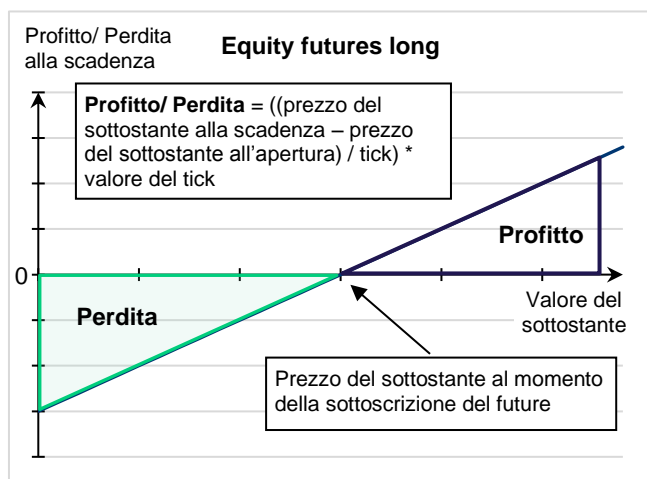 Profitto/ Perdita
alla scadenza
Equity futures long
Profitto/ Perdita = ((prezzo del
sottostante alla scadenza – prezzo
del sottostante all'apertura) / tick) *
valore del tick
Profitto
0
Valore del
sottostante
Perdita
Prezzo del sottostante al momento
della sottoscrizione del future